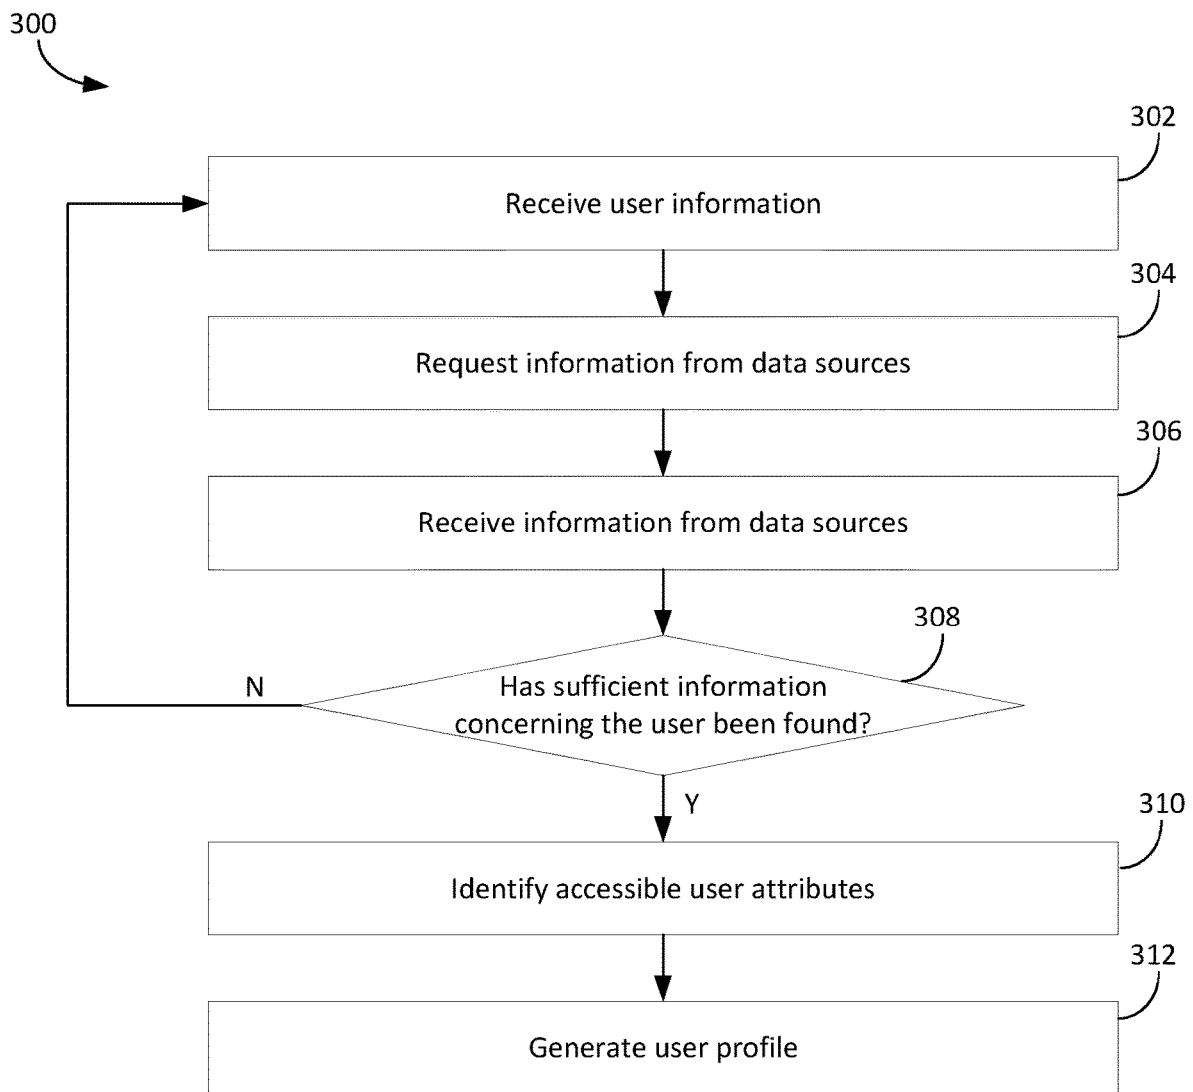 300
302
Receive user information
304
Request information from data sources
306
Receive information from data sources
308
Has sufficient information
concerning the user been found?
N
Y
310
Identify accessible user attributes
312
Generate user profile